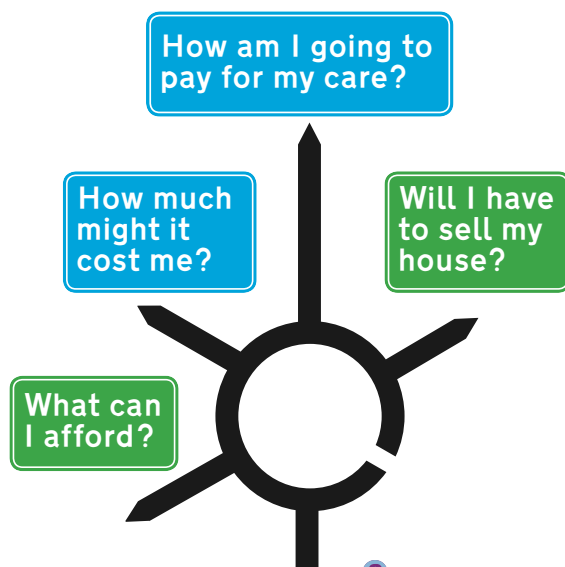 How am I going to
pay for my care?
How much
might it
cost me?
Will I have
to sell my
house?
What can
I afford?